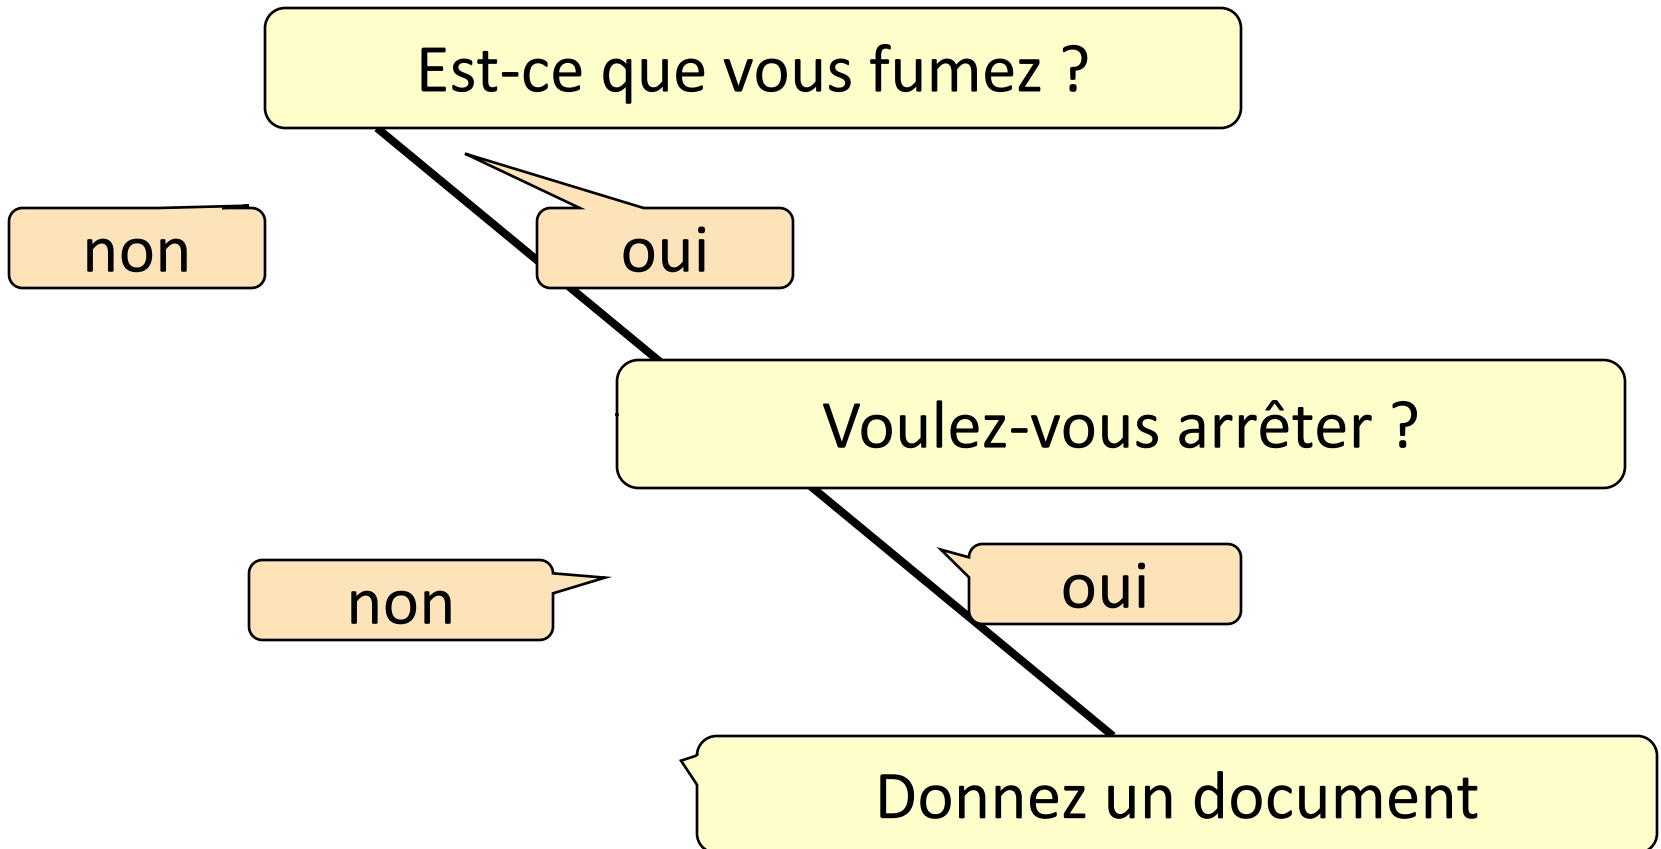 Est-ce que vous fumez ?
non
oui
Voulez-vous arrêter ?
non
oui
Donnez un document